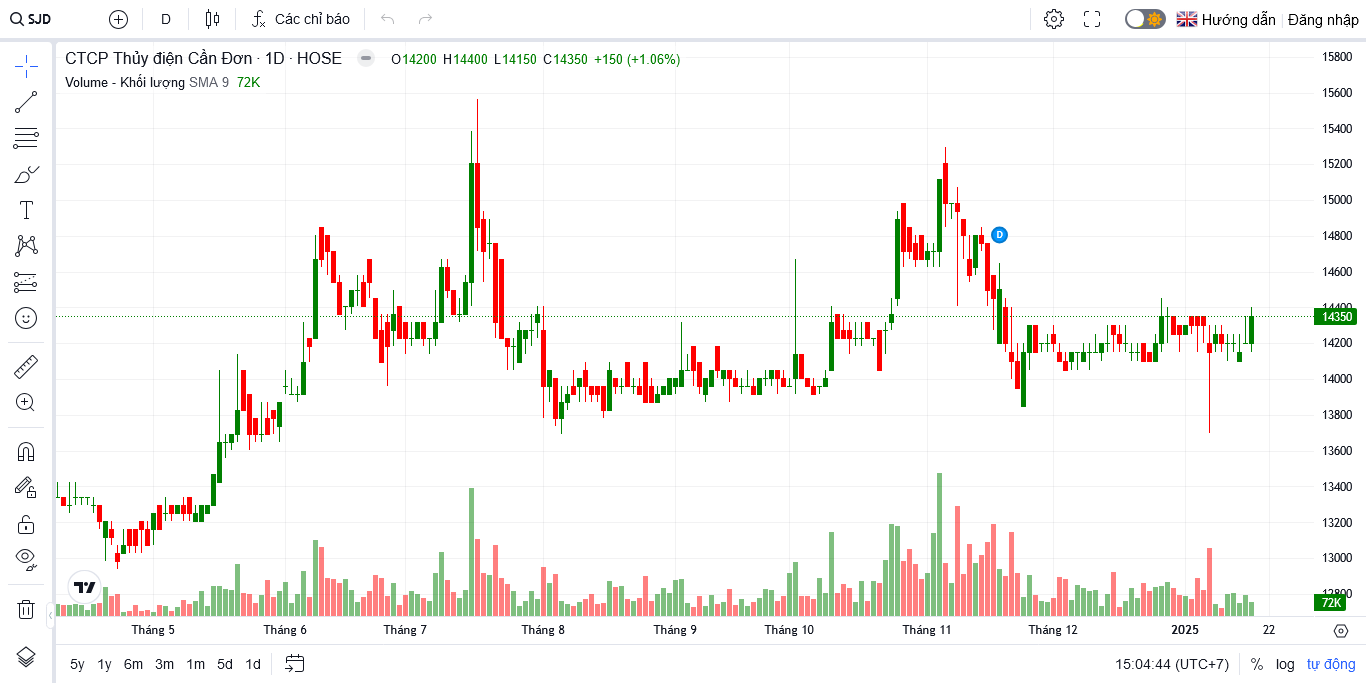 SJD D Các chỉ báo Hướng dẫn Đăng nhập
CTCP Thủy điện Cần Đơn · 1D · HOSE O14200 H14400 L14150 C14350 +150 (+1.06%)
Volume - Khối lượng SMA 9 72K
15800
15600
15400
15200
15000
14800
D
14600
14400
14350
14200
14000
13800
13600
13400
13200
13000
12800
72K
Tháng 5 Tháng 6 Tháng 7 Tháng 8 Tháng 9 Tháng 10 Tháng 11 Tháng 12 2025 22
5y 1y 6m 3m 1m 5d 1d 15:04:44 (UTC+7) % log tự động